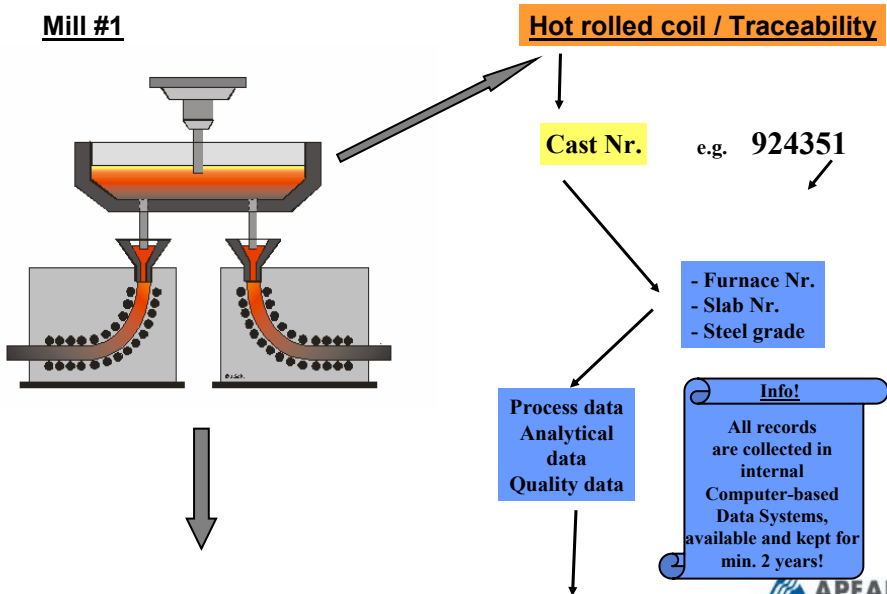 Mill #1
Hot rolled coil / Traceability
Cast Nr.
e.g. 924351
- Furnace Nr.
- Slab Nr.
- Steel grade
Process data
Analytical
data
Quality data
Info!
All records
are collected in
internal
Computer-based
Data Systems,
available and kept for
min. 2 years!